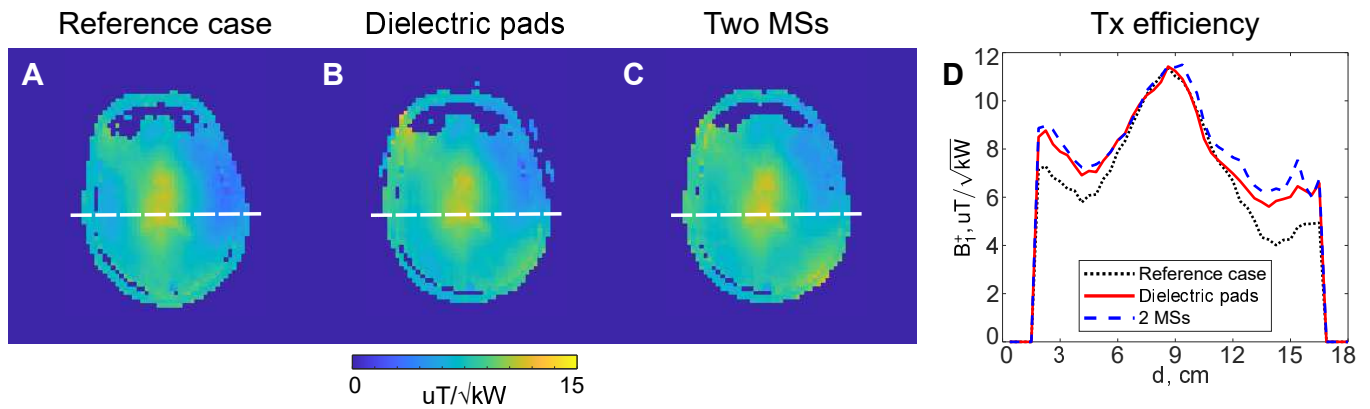 Reference case
Dielectric pads
Two MSs
Tx efficiency
A
B
C
D
0
15
uT/√kW
B₁⁺, uT/√kW
12
10
8
6
4
2
0
Reference case
Dielectric pads
2 MSs
0 3 6 9 12 15 18
d, cm